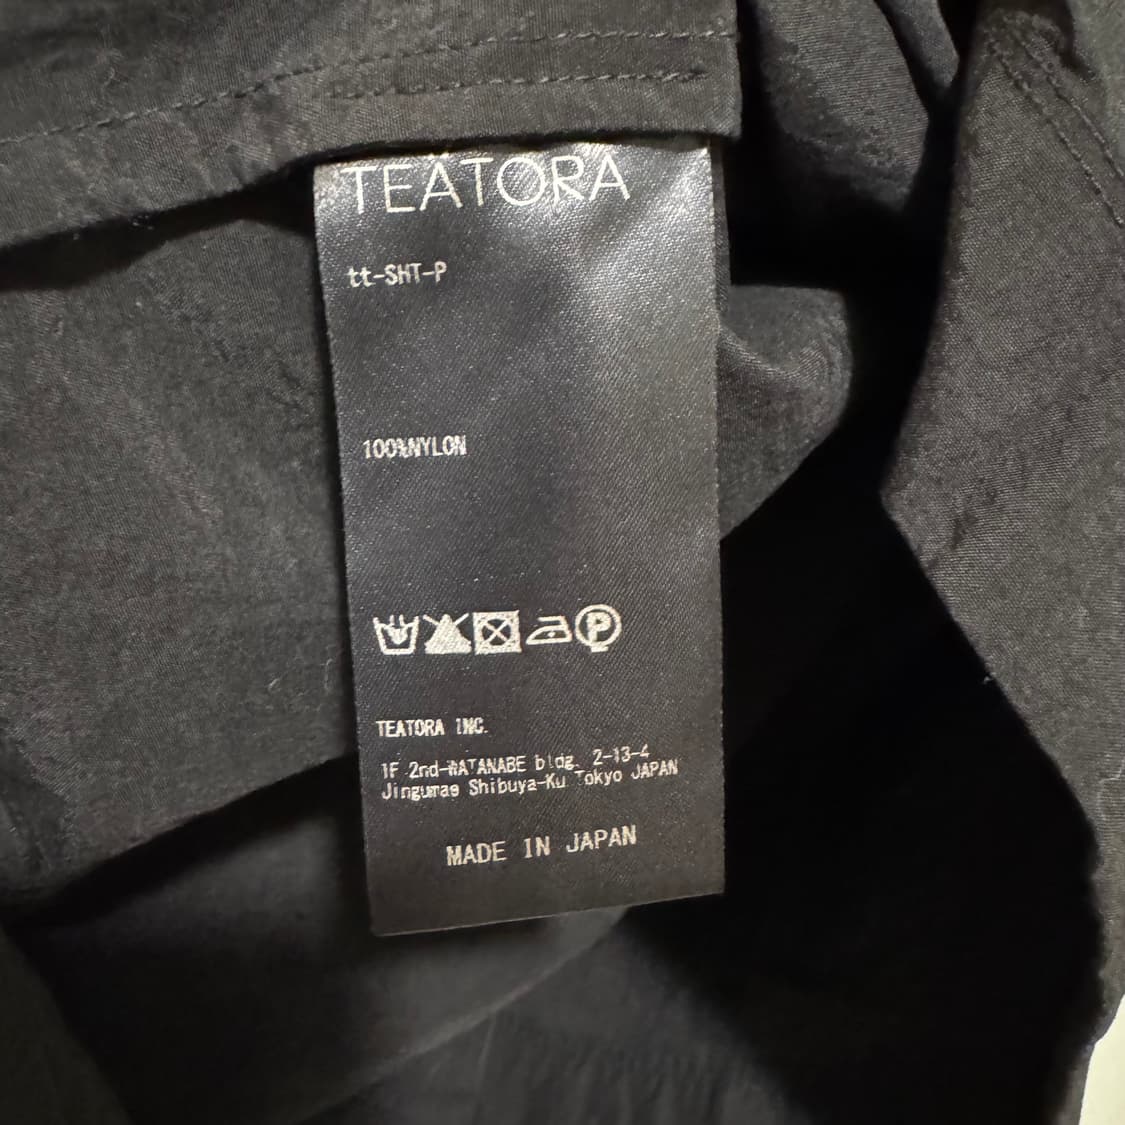 TEATORA
tt-SHT-P
100%NYLON
P
TEATORA INC.
1F 2nd-WATANABE bldg. 2-13-4
Jingumae Shibuya-Ku Tokyo JAPAN
MADE IN JAPAN